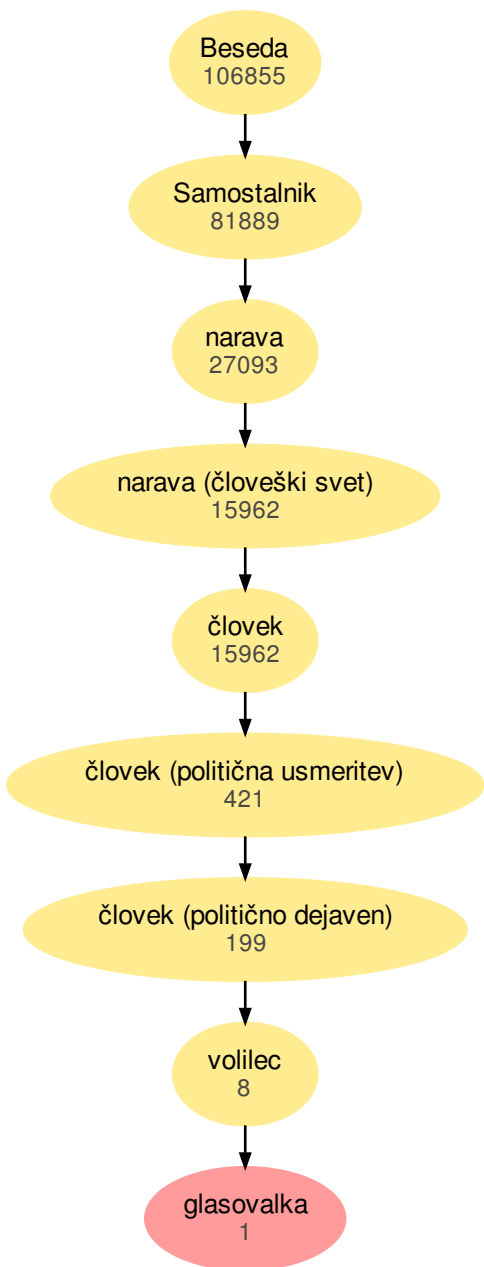 Beseda
106855
Samostalnik
81889
narava
27093
narava (človeški svet)
15962
človek
15962
človek (politična usmeritev)
421
človek (politično dejaven)
199
volilec
8
glasovalka
1